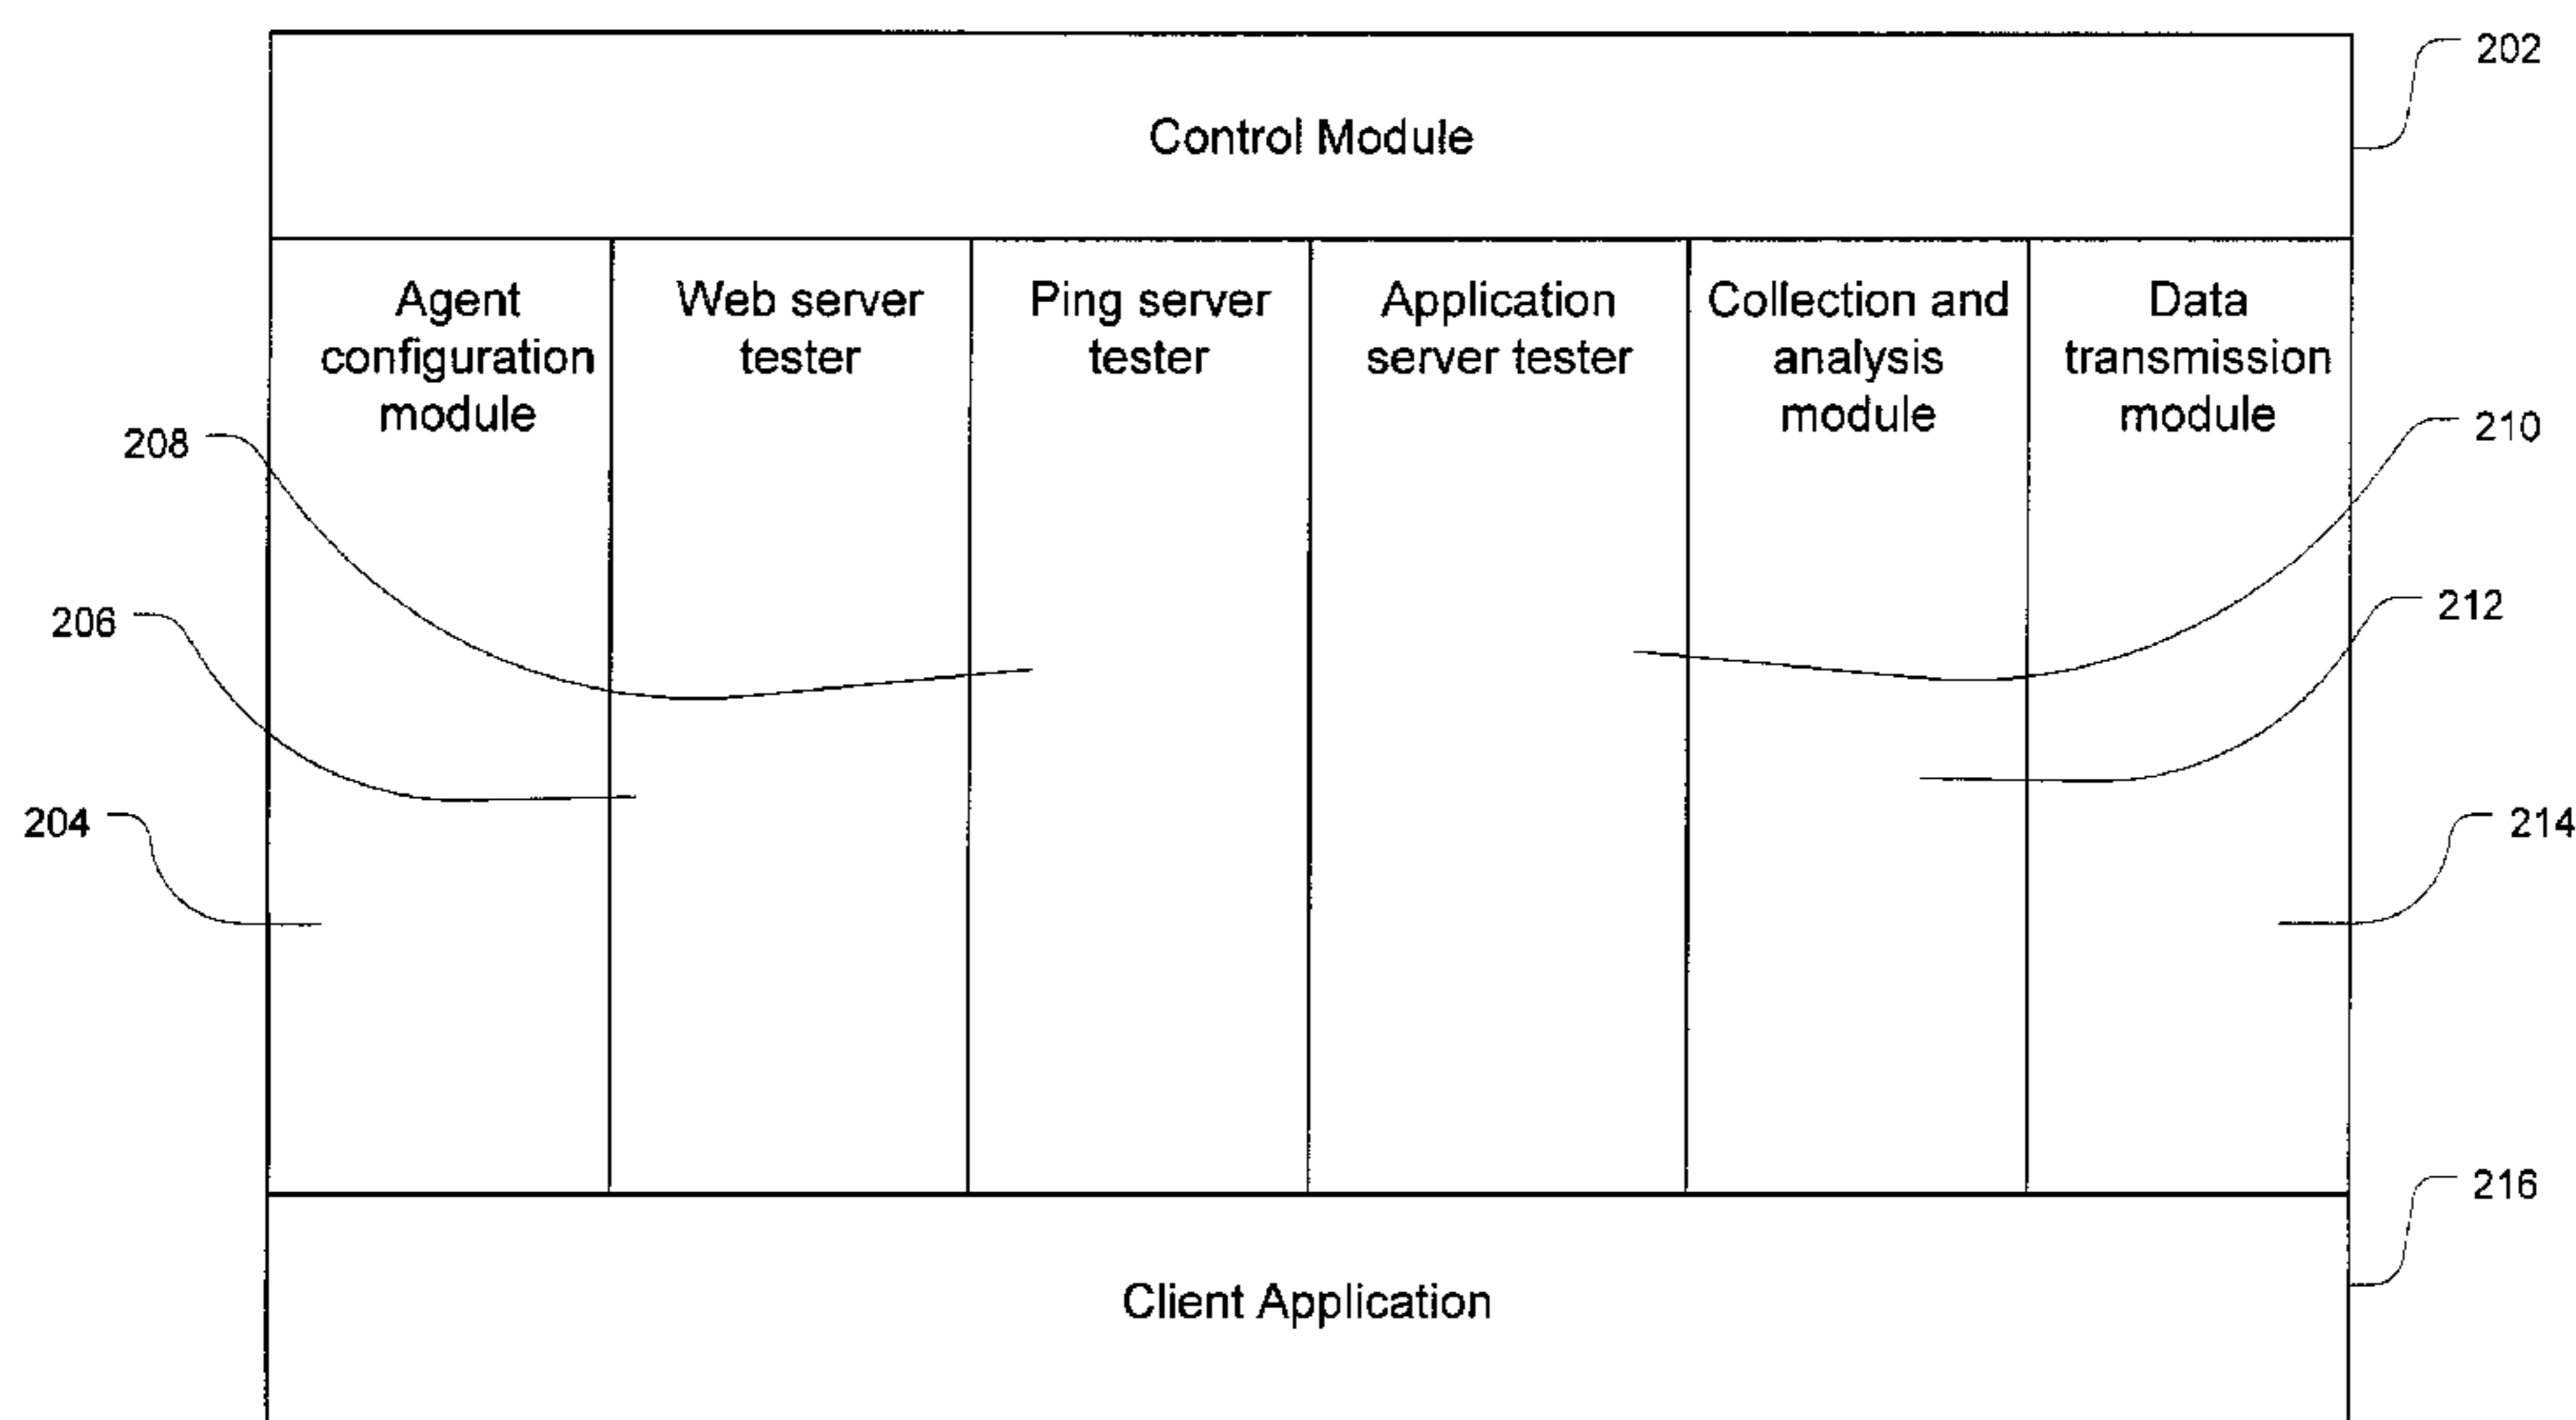 202
Control Module
Agent
configuration
module
Web server
tester
Ping server
tester
Application
server tester
Collection and
analysis
module
Data
transmission
module
208
210
206
212
204
214
216
Client Application